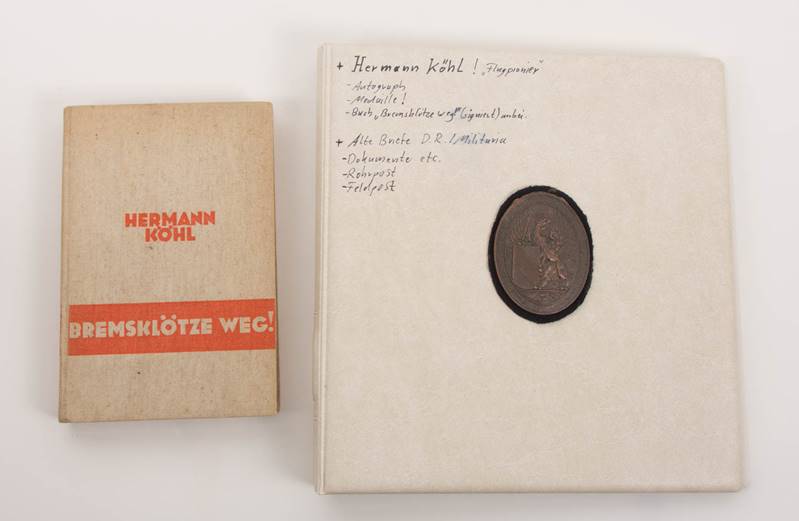 HERMANN
KÖHL
BREMSKLÖTZE WEG!
+ Hermann Köhl ! „Flugpionier"
- Autograph
- Medaille !
- Buch „Bremsklötze weg!" (signiert) anbei.
+ Alte Briefe D.R. / Militaria
- Dokumente etc.
- Rohrpost
- Feldpost